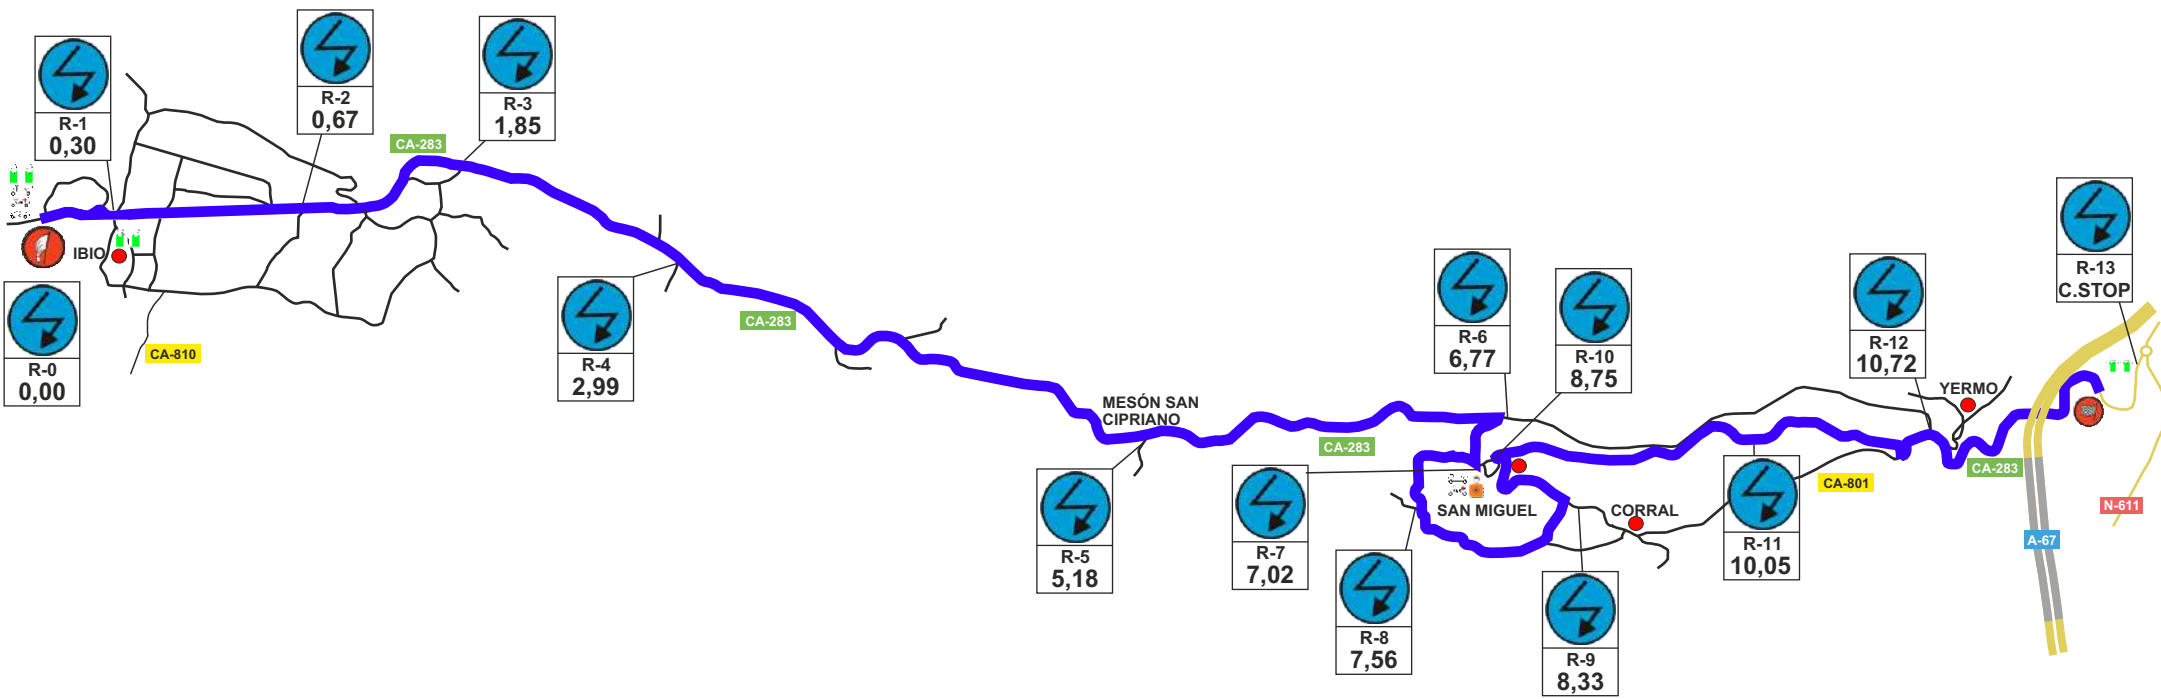 R-1
0,30
R-2
0,67
R-3
1,85
CA-283
IBIO
R-0
0,00
CA-810
R-4
2,99
CA-283
MESÓN SAN
CIPRIANO
R-5
5,18
CA-283
R-6
6,77
R-10
8,75
R-7
7,02
SAN MIGUEL
R-8
7,56
R-9
8,33
CORRAL
R-11
10,05
CA-801
R-12
10,72
YERMO
CA-283
R-13
C.STOP
A-67
N-611